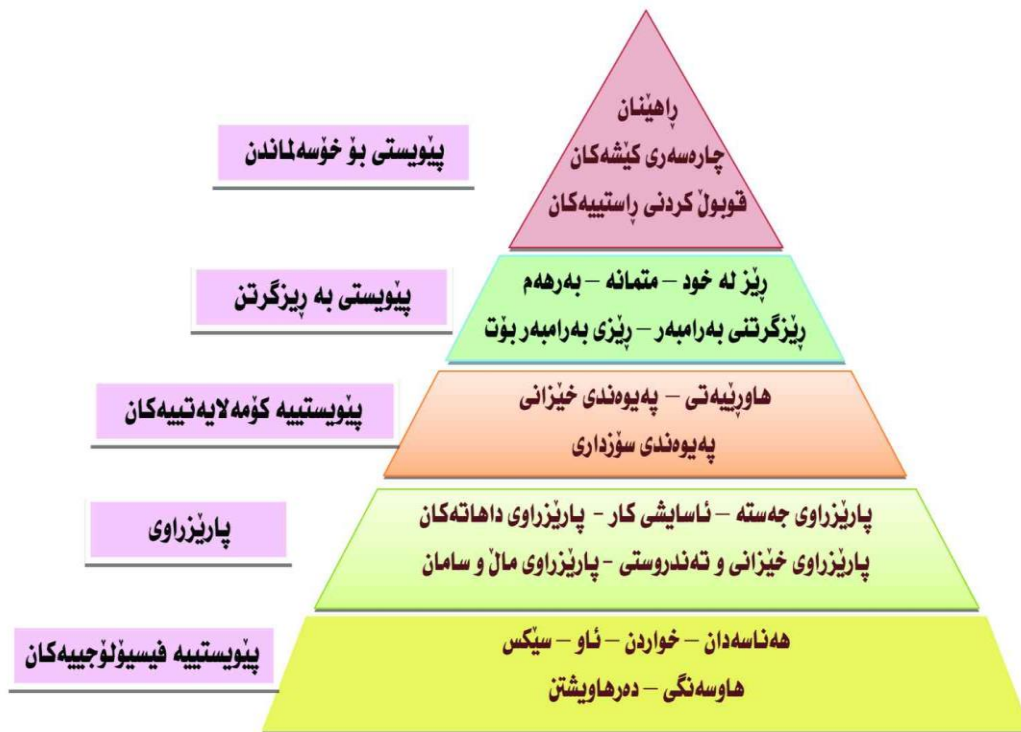 ڕاهێنان
چارەسەری کێشەکان
قوبوڵ کردنی ڕاستییەکان
پێویستی بۆ خۆسەلماندن
ڕێز لە خود – متمانە – بەرهەم
ڕێزگرتنی بەرامبەر – ڕێزی بەرامبەر بۆت
پێویستی بە ڕیزگرتن
هاوڕێیەتی – پەیوەندی خێزانی
پەیوەندی سۆزداری
پێویستییە کۆمەلایەتییەکان
پارێزراوی جەستە – ئاسایشی کار - پارێزراوی داهاتەکان
پارێزراوی خێزانی و تەندروستی - پارێزراوی ماڵ و سامان
پارێزراوی
هەناسەدان – خواردن – ئاو – سێکس
هاوسەنگی – دەرهاویشتن
پێویستییە فیسیۆلۆجییەکان